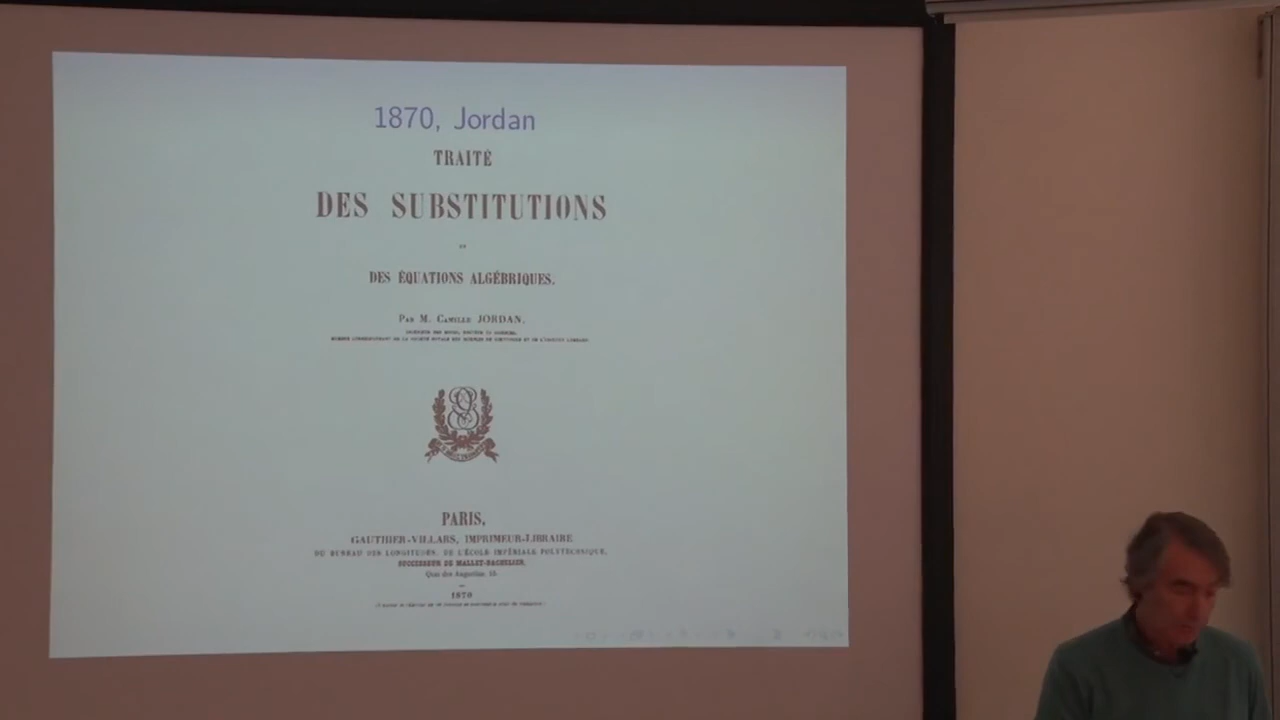 1870, Jordan
TRAITÉ
DES SUBSTITUTIONS
ET
DES ÉQUATIONS ALGÉBRIQUES.
PAR M. CAMILLE JORDAN,
PARIS,
GAUTHIER-VILLARS, IMPRIMEUR-LIBRAIRE
DU BUREAU DES LONGITUDES, DE L'ÉCOLE IMPÉRIALE POLYTECHNIQUE,
SUCCESSEUR DE MALLET-BACHELIER,
Quai des Augustins, 55
1870